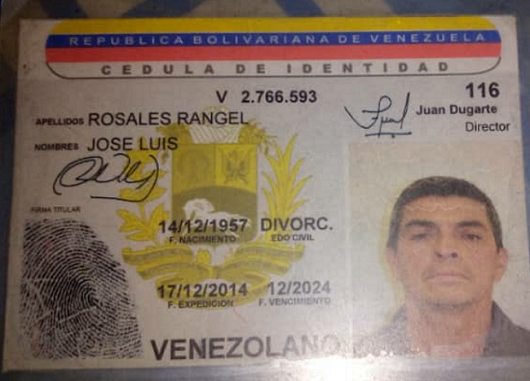 REPUBLICA BOLIVARIANA DE VENEZUELA
CEDULA DE IDENTIDAD
V 2.766.593
116
APELLIDOS ROSALES RANGEL
Juan Dugarte
Director
NOMBRES JOSE LUIS
FIRMA TITULAR
14/12/1957 DIVORC.
F. NACIMIENTO EDO CIVIL
17/12/2014 12/2024
F. EXPEDICION F. VENCIMIENTO
VENEZOLANO